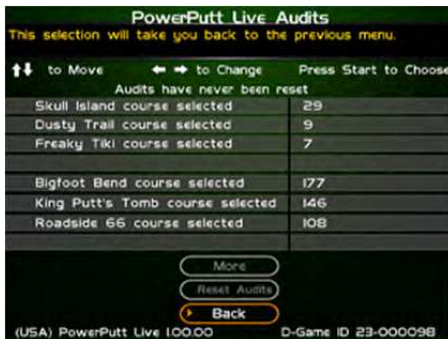 PowerPutt Live Audits
This selection will take you back to the previous menu.
to Move to Change Press Start to Choose
Audits have never been reset
Skull Island course selected 29
Dusty Trail course selected 9
Freaky Tiki course selected 7
Bigfoot Bend course selected 177
King Putt's Tomb course selected 146
Roadside 66 course selected 108
More
Reset Audits
Back
(USA) PowerPutt Live 1.00.00 D-Game ID 23-000098